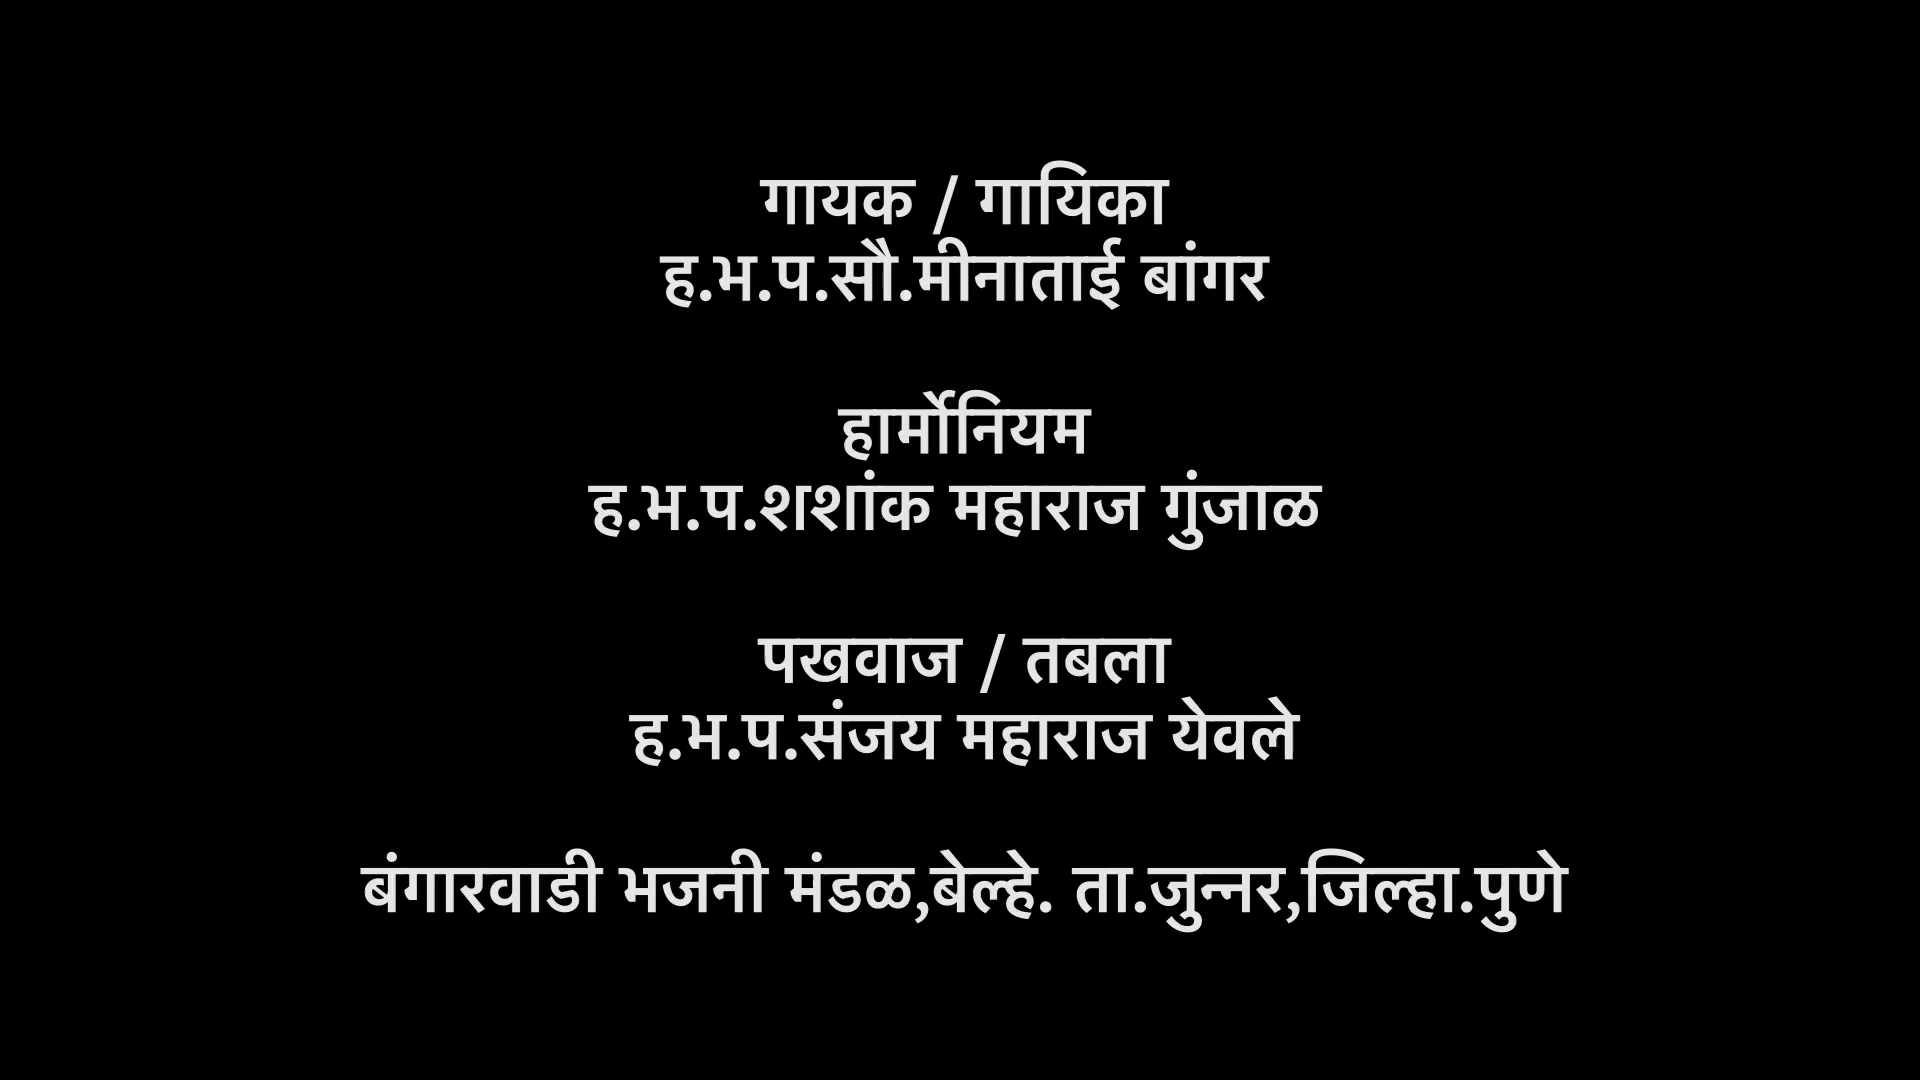 गायक / गायिका
ह.भ.प.सौ.मीनाताई बांगर
हार्मोनियम
ह.भ.प.शशांक महाराज गुंजाळ
पखवाज / तबला
ह.भ.प.संजय महाराज येवले
बंगारवाडी भजनी मंडळ,बेल्हे. ता.जुन्नर,जिल्हा.पुणे